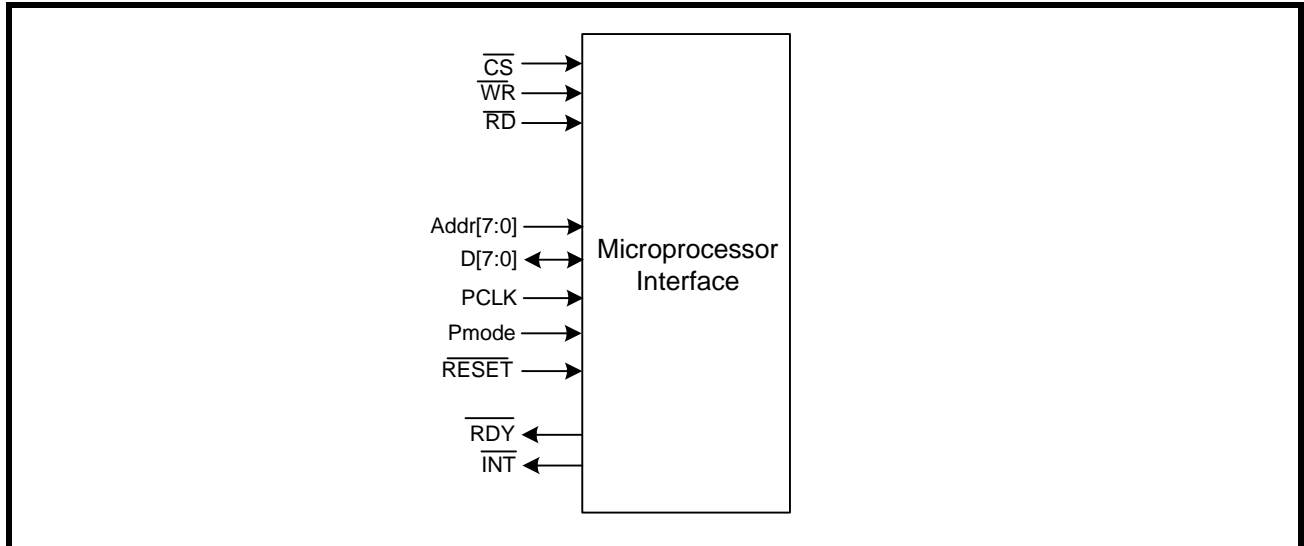 CS
WR
RD
Addr[7:0]
D[7:0]
PCLK
Pmode
RESET
RDY
INT
Microprocessor
Interface